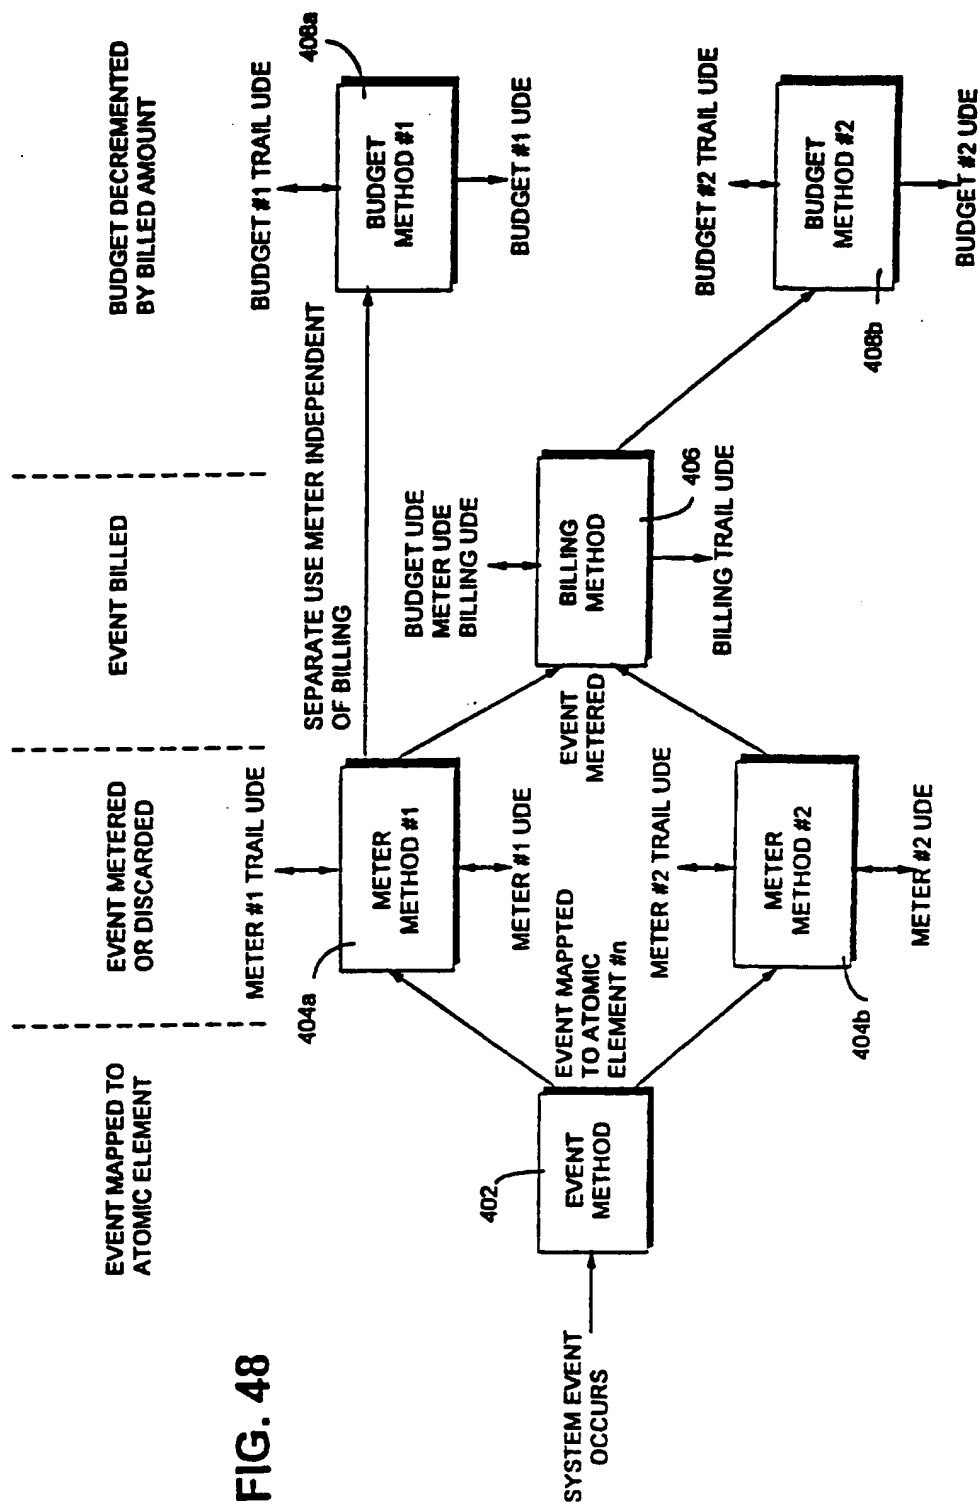 FIG. 48
EVENT MAPPED TO
ATOMIC ELEMENT
EVENT METERED
OR DISCARDED
EVENT BILLED
BUDGET DECREMENTED
BY BILLED AMOUNT
SYSTEM EVENT
OCCURS
402
EVENT
METHOD
EVENT MAPPTED
TO ATOMIC
ELEMENT #n
METER #1 TRAIL UDE
404a
METER
METHOD #1
METER #1 UDE
METER #2 TRAIL UDE
METER
METHOD #2
404b
METER #2 UDE
SEPARATE USE METER INDEPENDENT
OF BILLING
EVENT
METERED
BUDGET UDE
METER UDE
BILLING UDE
BILLING
METHOD
406
BILLING TRAIL UDE
BUDGET #1 TRAIL UDE
408a
BUDGET
METHOD #1
BUDGET #1 UDE
BUDGET #2 TRAIL UDE
BUDGET
METHOD #2
408b
BUDGET #2 UDE